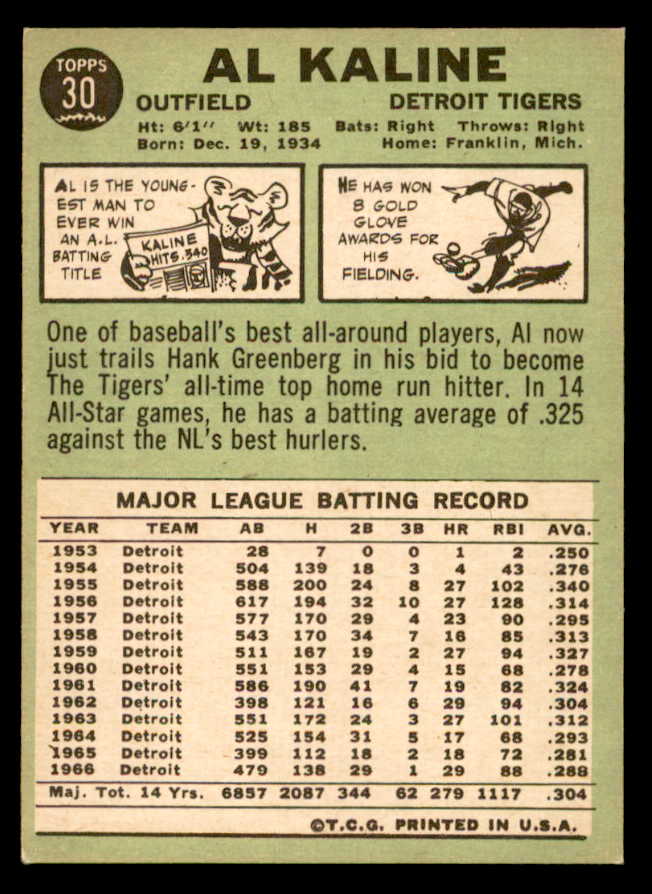 TOPPS
30
AL KALINE
OUTFIELD DETROIT TIGERS
Ht: 6'1" Wt: 185 Bats: Right Throws: Right
Born: Dec. 19, 1934 Home: Franklin, Mich.
AL IS THE YOUNG-
EST MAN TO
EVER WIN
AN A.L.
BATTING
TITLE
KALINE
HITS .340
HE HAS WON
8 GOLD
GLOVE
AWARDS FOR
HIS
FIELDING.
One of baseball's best all-around players, Al now
just trails Hank Greenberg in his bid to become
The Tigers' all-time top home run hitter. In 14
All-Star games, he has a batting average of .325
against the NL's best hurlers.
MAJOR LEAGUE BATTING RECORD
YEAR TEAM AB H 2B 3B HR RBI AVG.
1953 Detroit 28 7 0 0 1 2 .250
1954 Detroit 504 139 18 3 4 43 .276
1955 Detroit 588 200 24 8 27 102 .340
1956 Detroit 617 194 32 10 27 128 .314
1957 Detroit 577 170 29 4 23 90 .295
1958 Detroit 543 170 34 7 16 85 .313
1959 Detroit 511 167 19 2 27 94 .327
1960 Detroit 551 153 29 4 15 68 .278
1961 Detroit 586 190 41 7 19 82 .324
1962 Detroit 398 121 16 6 29 94 .304
1963 Detroit 551 172 24 3 27 101 .312
1964 Detroit 525 154 31 5 17 68 .293
1965 Detroit 399 112 18 2 18 72 .281
1966 Detroit 479 138 29 1 29 88 .288
Maj. Tot. 14 Yrs. 6857 2087 344 62 279 1117 .304
©T.C.G. PRINTED IN U.S.A.